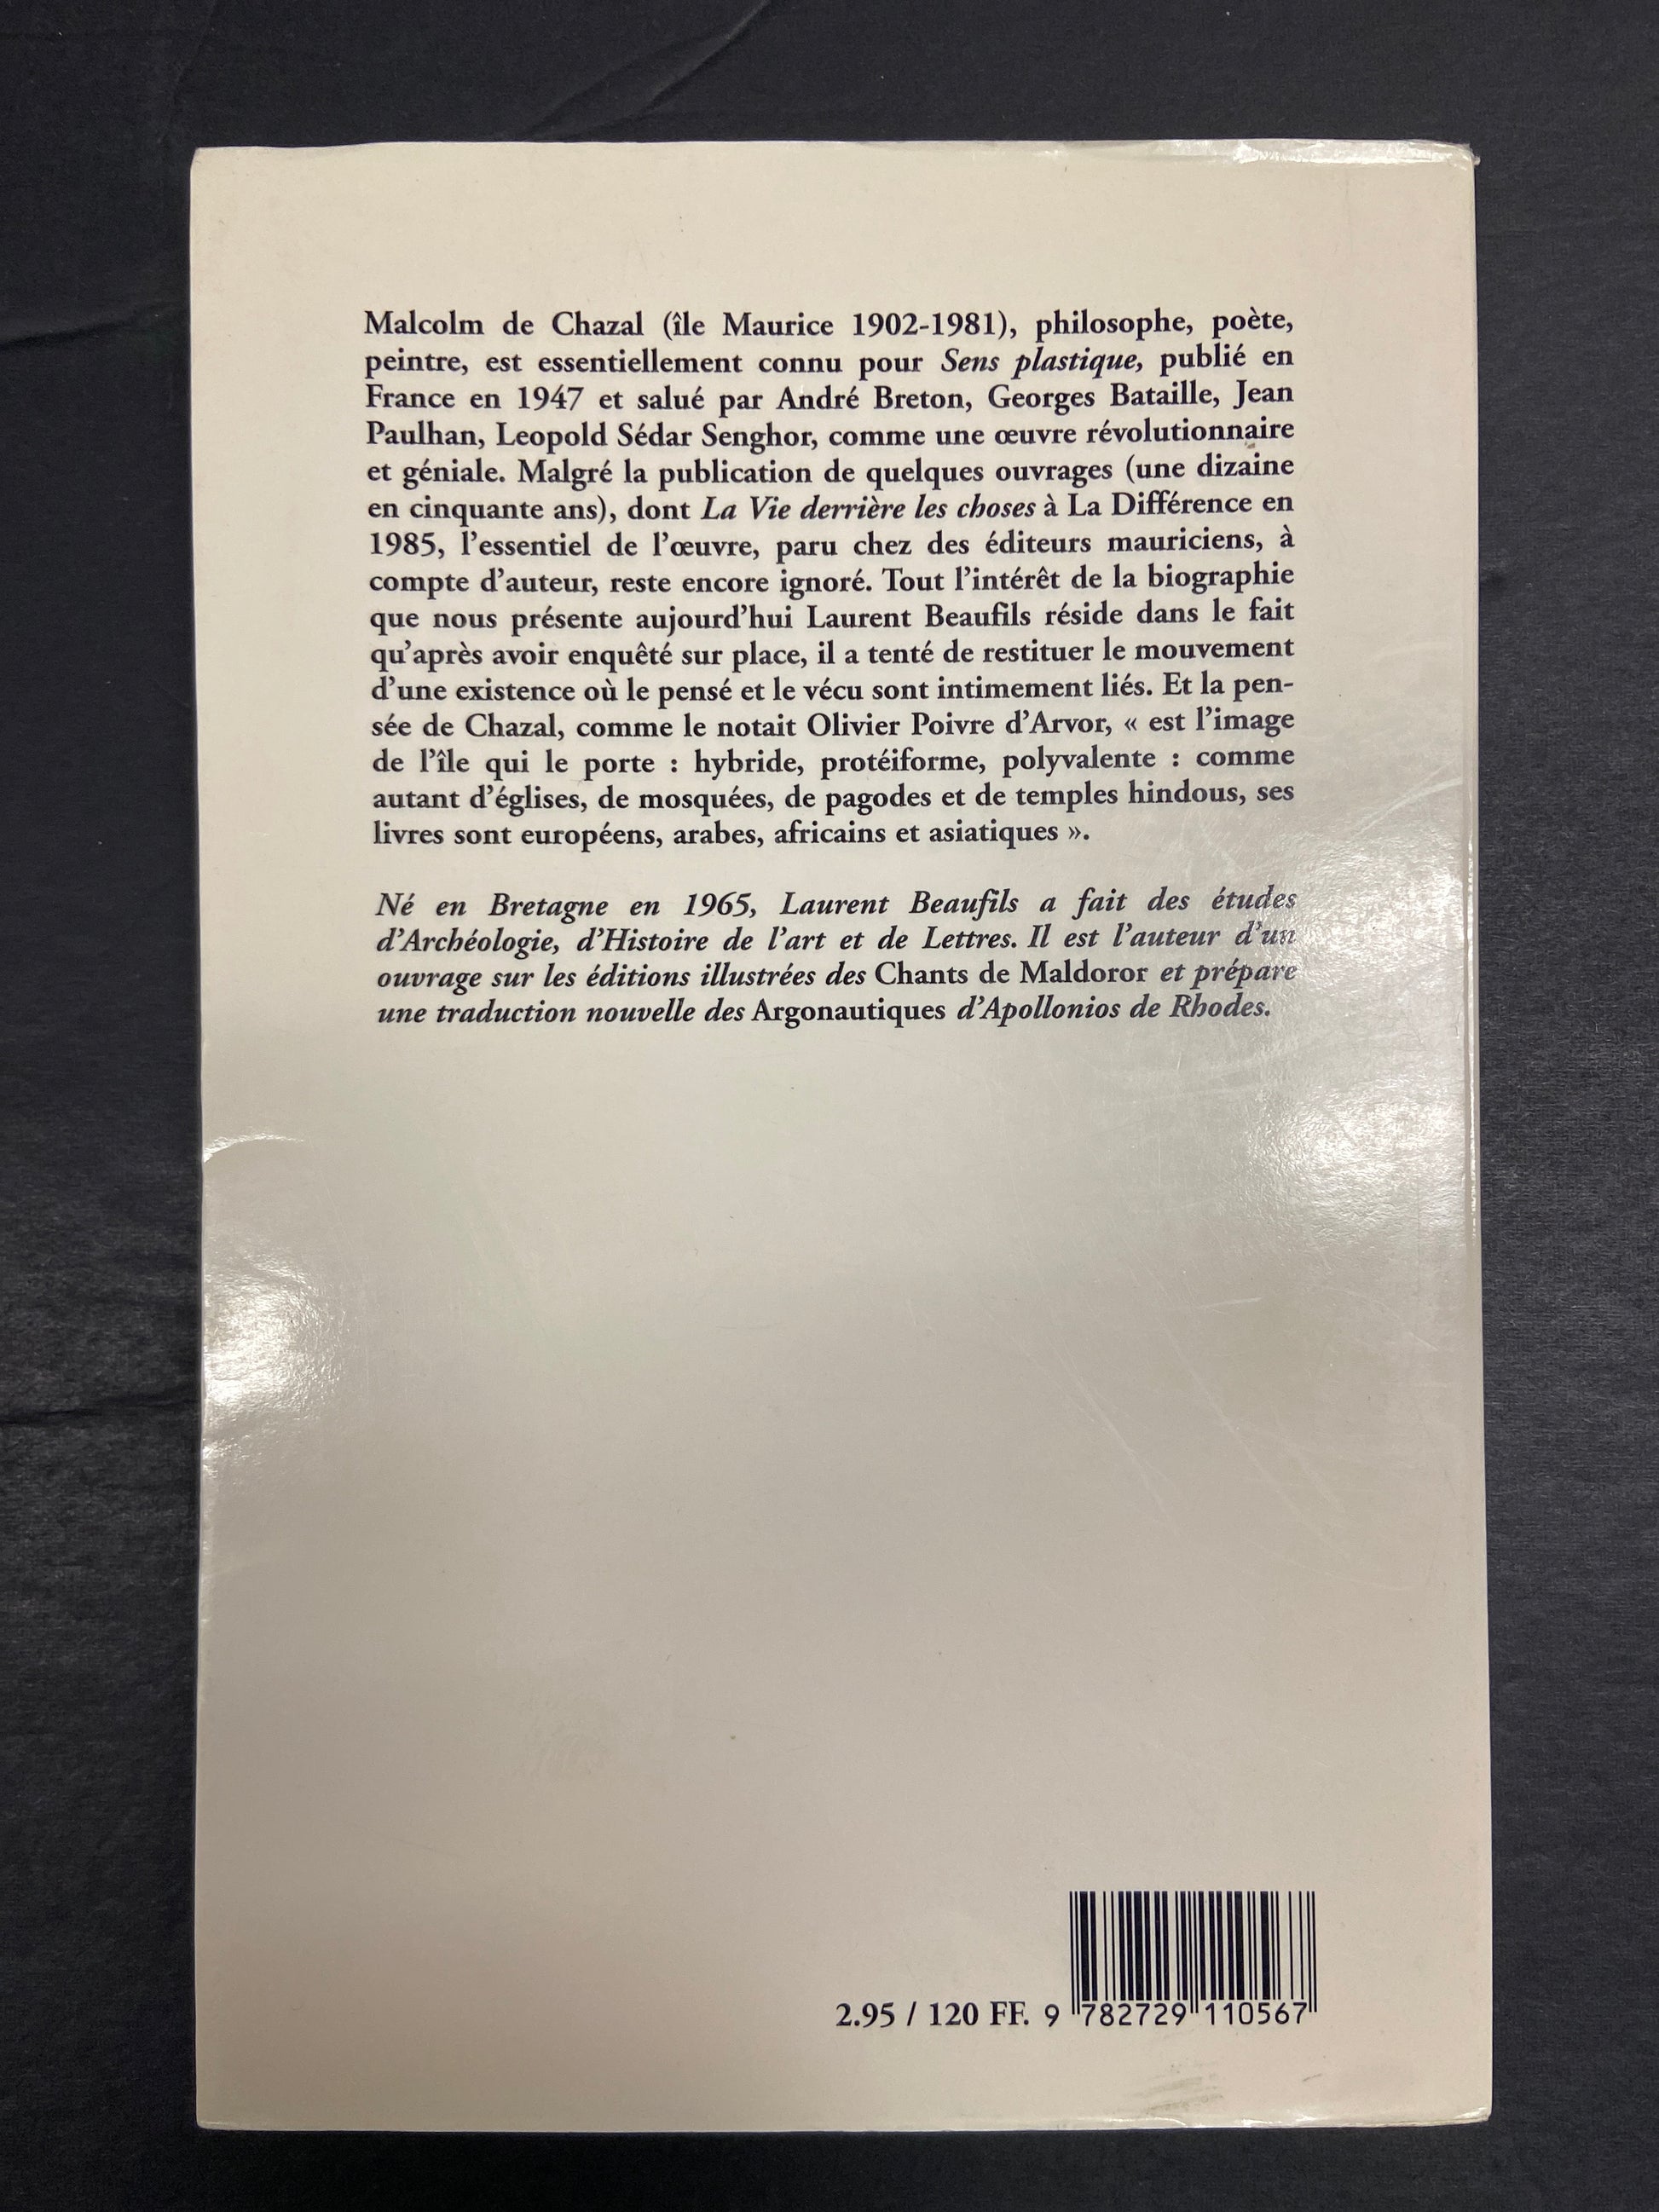 Malcolm de Chazal (île Maurice 1902-1981), philosophe, poète,
peintre, est essentiellement connu pour Sens plastique, publié en
France en 1947 et salué par André Breton, Georges Bataille, Jean
Paulhan, Leopold Sédar Senghor, comme une œuvre révolutionnaire
et géniale. Malgré la publication de quelques ouvrages (une dizaine
en cinquante ans), dont La Vie derrière les choses à La Différence en
1985, l'essentiel de l'œuvre, paru chez des éditeurs mauriciens, à
compte d'auteur, reste encore ignoré. Tout l'intérêt de la biographie
que nous présente aujourd'hui Laurent Beaufils réside dans le fait
qu'après avoir enquêté sur place, il a tenté de restituer le mouvement
d'une existence où le pensé et le vécu sont intimement liés. Et la pen-
sée de Chazal, comme le notait Olivier Poivre d'Arvor, « est l'image
de l'île qui le porte : hybride, protéiforme, polyvalente : comme
autant d'églises, de mosquées, de pagodes et de temples hindous, ses
livres sont européens, arabes, africains et asiatiques ».
Né en Bretagne en 1965, Laurent Beaufils a fait des études
d'Archéologie, d'Histoire de l'art et de Lettres. Il est l'auteur d'un
ouvrage sur les éditions illustrées des Chants de Maldoror et prépare
une traduction nouvelle des Argonautiques d'Apollonios de Rhodes.
2.95 / 120 FF. 9 782729 110567